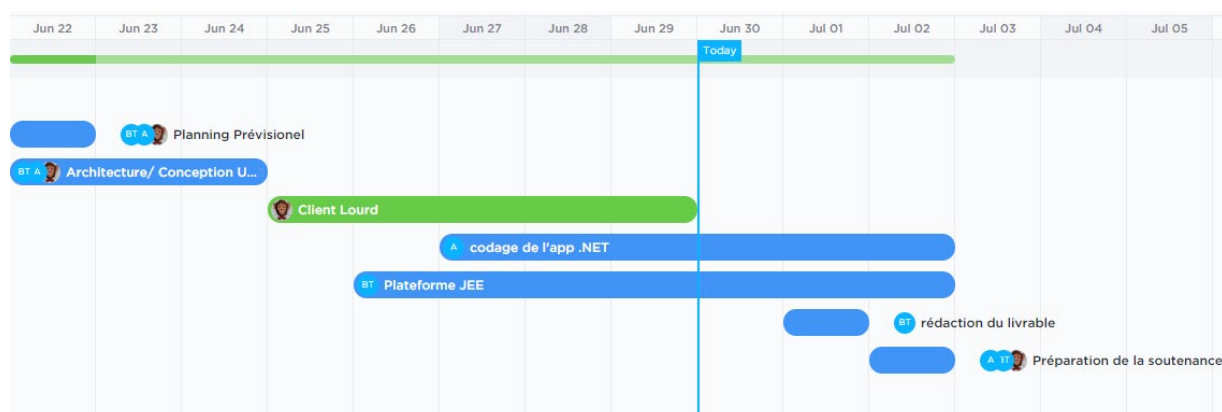 Jun 22 Jun 23 Jun 24 Jun 25 Jun 26 Jun 27 Jun 28 Jun 29 Jun 30 Jul 01 Jul 02 Jul 03 Jul 04 Jul 05
Today
BT A Planning Prévisionel
BT A Architecture/ Conception U...
Client Lourd
A codage de l'app .NET
BT Plateforme JEE
BT rédaction du livrable
A BT Préparation de la soutenance